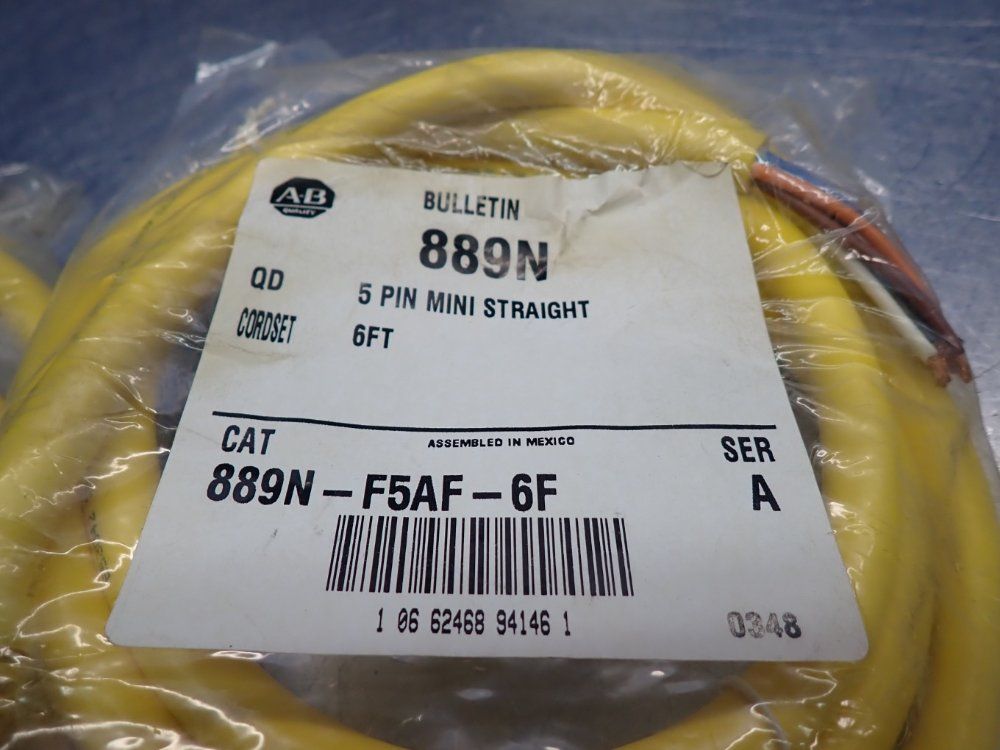 A-B
QUALITY
BULLETIN
889N
QD 5 PIN MINI STRAIGHT
CORDSET 6FT
ASSEMBLED IN MEXICO
CAT SER
889N-F5AF-6F A
1 06 62468 94146 1
0348